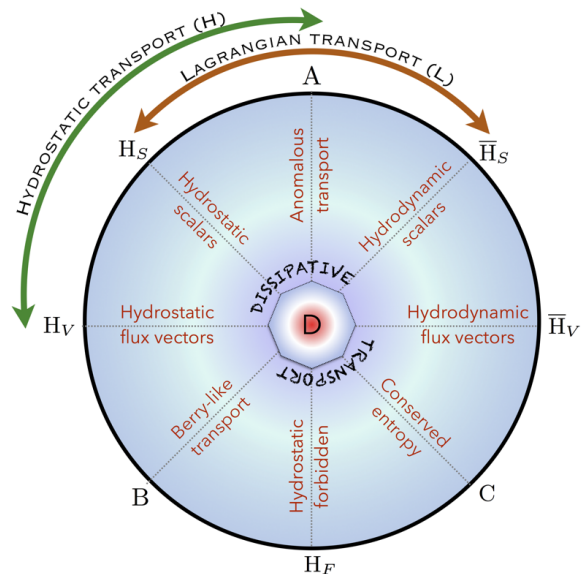 HYDROSTATIC TRANSPORT (H)
LAGRANGIAN TRANSPORT (L)
A
H_S
H̅_S
Hydrostatic
scalars
Anomalous
transport
Hydrodynamic
scalars
DISSIPATIVE
D
TRANSPORT
H_V
Hydrostatic
flux vectors
Hydrodynamic
flux vectors
H̅_V
Berry-like
transport
Hydrostatic
forbidden
Conserved
entropy
B
C
H_F